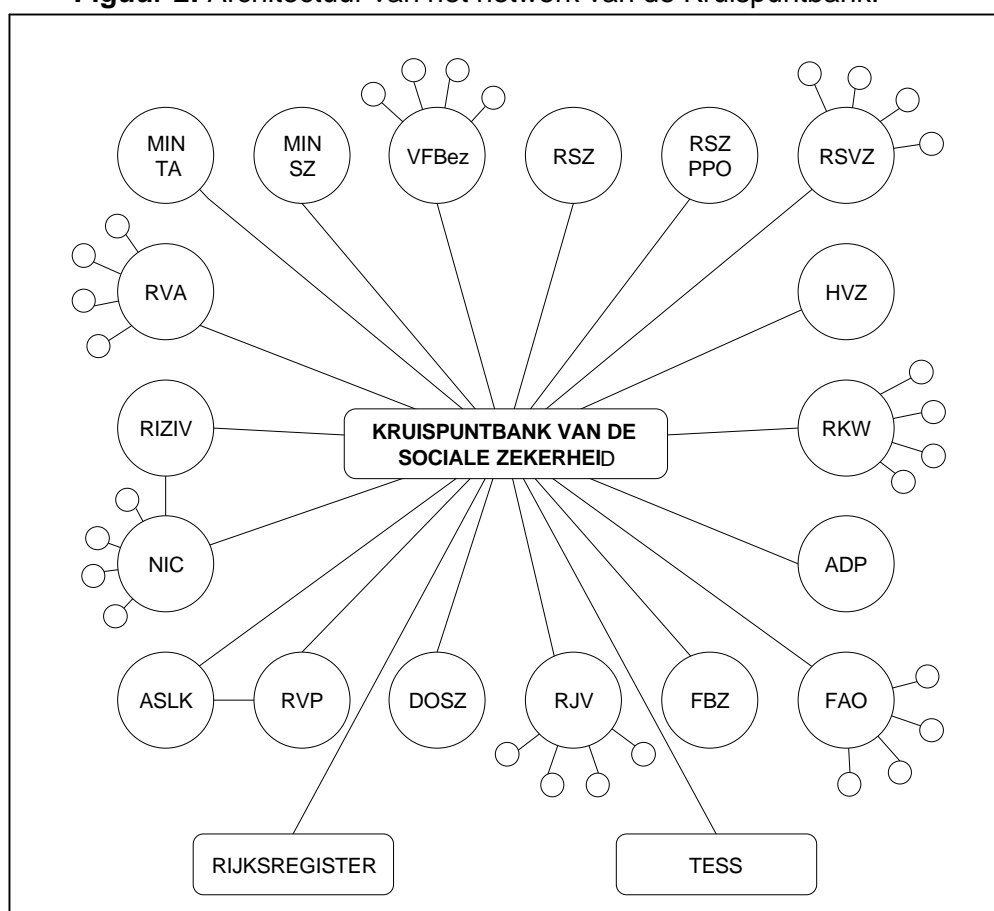 Figuur 2. Architectuur van het netwerk van de Kruispuntbank.
MIN
TA
MIN
SZ
VFBez
RSZ
RSZ
PPO
RSVZ
RVA
HVZ
RIZIV
KRUISPUNTBANK VAN DE
SOCIALE ZEKERHEID
RKW
NIC
ADP
ASLK
RVP
DOSZ
RJV
FBZ
FAO
RIJKSREGISTER
TESS